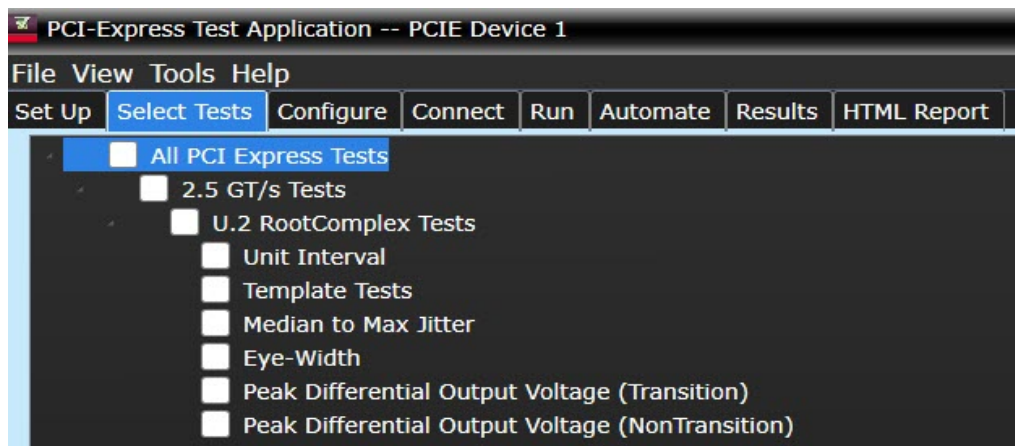 PCI-Express Test Application -- PCIE Device 1
File View Tools Help
Set Up Select Tests Configure Connect Run Automate Results HTML Report
All PCI Express Tests
2.5 GT/s Tests
U.2 RootComplex Tests
Unit Interval
Template Tests
Median to Max Jitter
Eye-Width
Peak Differential Output Voltage (Transition)
Peak Differential Output Voltage (NonTransition)